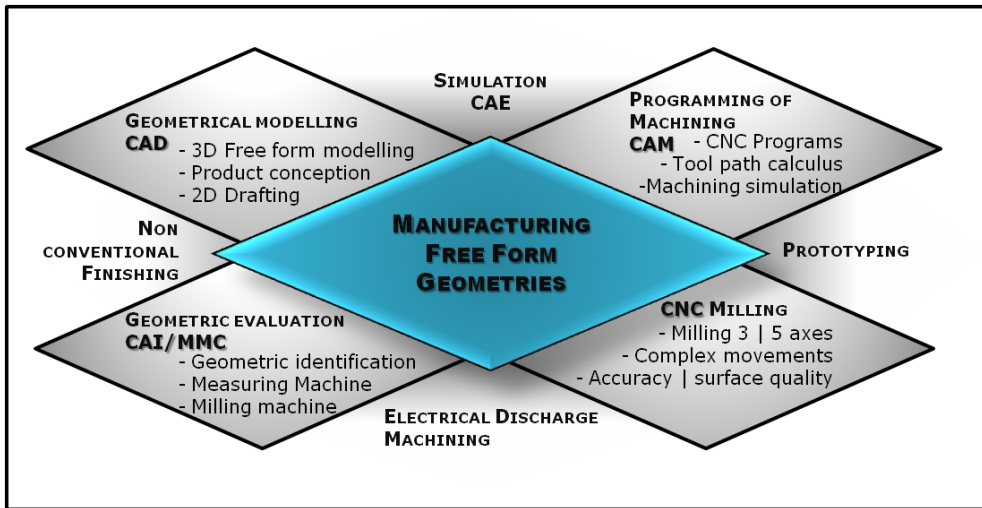 SIMULATION
CAE
GEOMETRICAL MODELLING
CAD
- 3D Free form modelling
- Product conception
- 2D Drafting
PROGRAMMING OF
MACHINING
CAM - CNC Programs
- Tool path calculus
-Machining simulation
NON
CONVENTIONAL
FINISHING
MANUFACTURING
FREE FORM
GEOMETRIES
PROTOTYPING
GEOMETRIC EVALUATION
CAI/MMC
- Geometric identification
- Measuring Machine
- Milling machine
CNC MILLING
- Milling 3 | 5 axes
- Complex movements
- Accuracy | surface quality
ELECTRICAL DISCHARGE
MACHINING